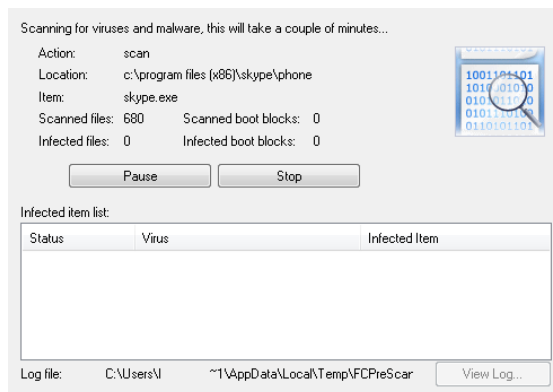 Scanning for viruses and malware, this will take a couple of minutes...
Action: scan
Location: c:\program files (x86)\skype\phone
Item: skype.exe
Scanned files: 680 Scanned boot blocks: 0
Infected files: 0 Infected boot blocks: 0
Pause Stop
Infected item list:
Status Virus Infected Item
Log file: C:\Users\l ~1\AppData\Local\Temp\FCPreScar View Log...
1001101101
0110101101